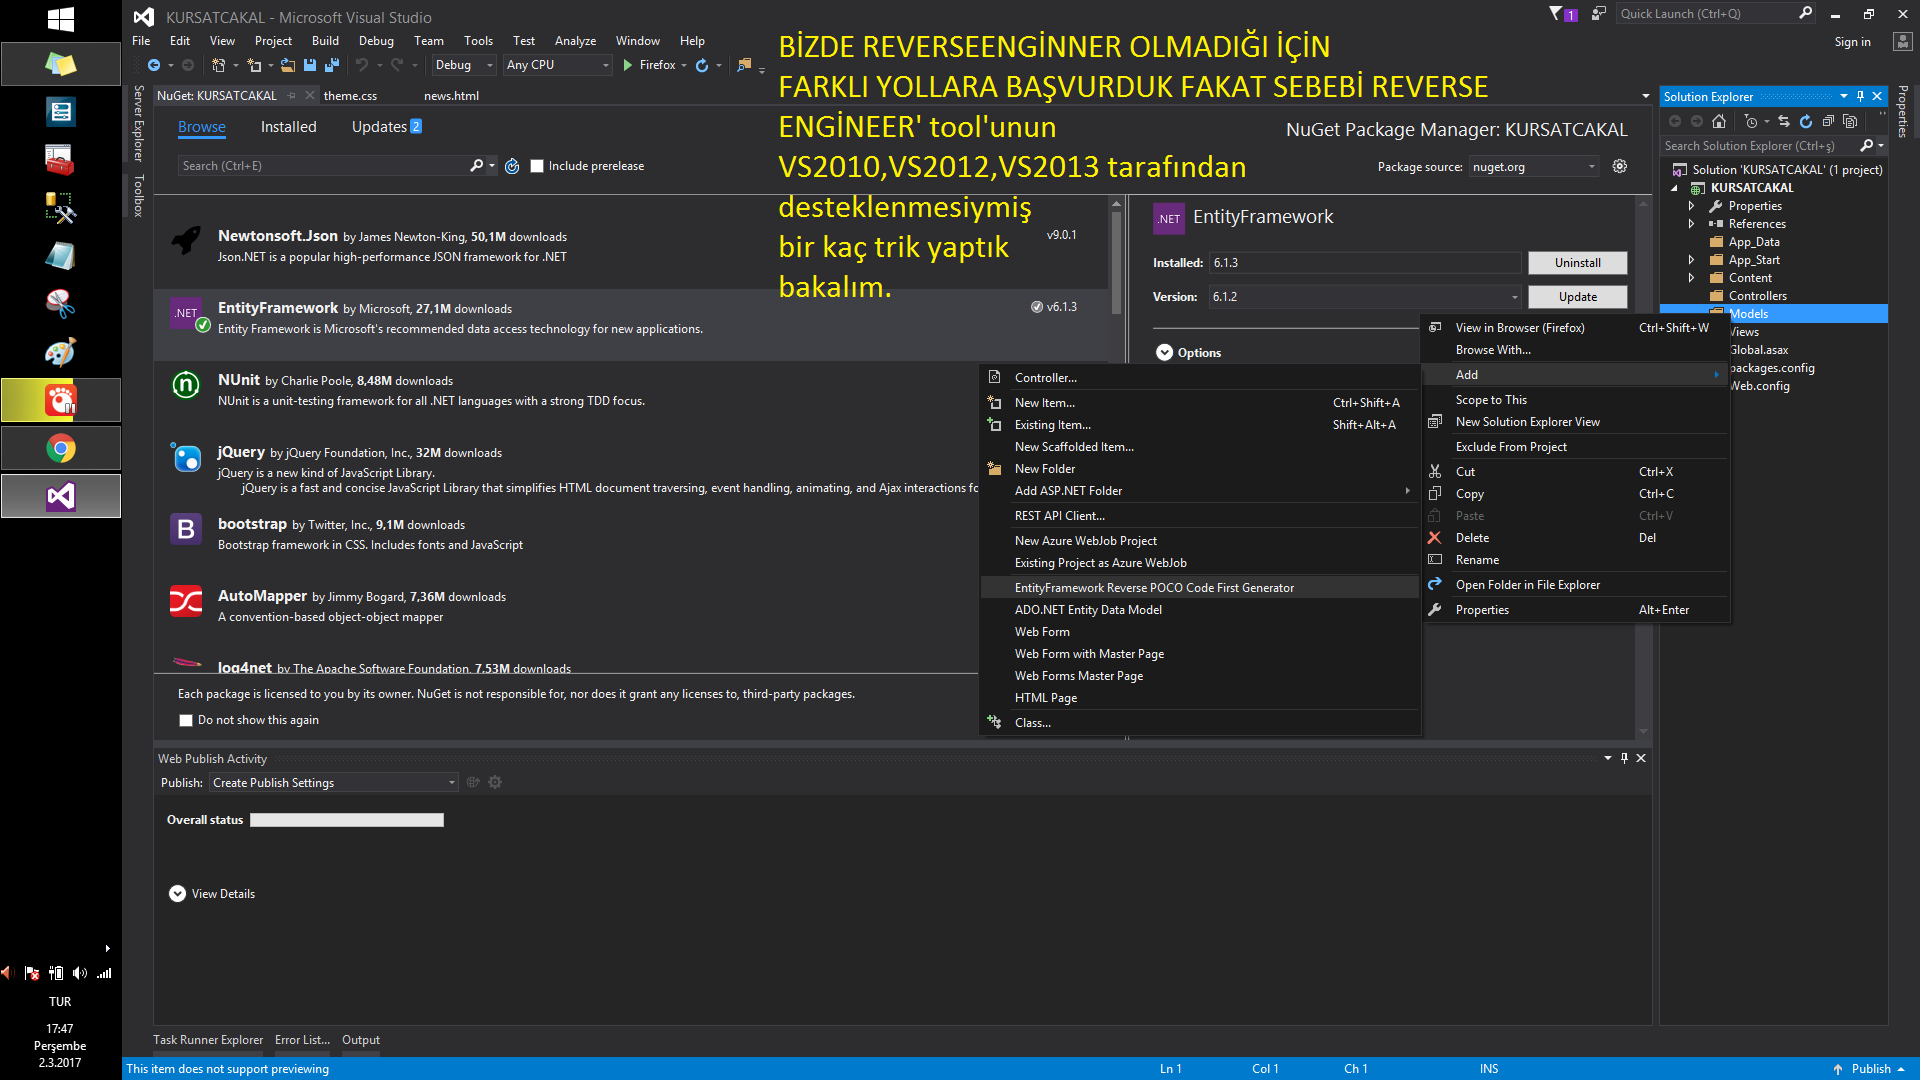 KURSATCAKAL - Microsoft Visual Studio
1
Quick Launch (Ctrl+Q)
File Edit View Project Build Debug Team Tools Test Analyze Window Help
Sign in
Debug Any CPU Firefox
BİZDE REVERSEENGİNNER OLMADIĞI İÇİN
FARKLI YOLLARA BAŞVURDUK FAKAT SEBEBİ REVERSE
ENGİNEER' tool'unun
VS2010,VS2012,VS2013 tarafından
desteklenmesiymiş
bir kaç trik yaptık
bakalım.
Server Explorer
Toolbox
NuGet: KURSATCAKAL theme.css news.html
Browse Installed Updates 2
NuGet Package Manager: KURSATCAKAL
Search (Ctrl+E) Include prerelease
Package source: nuget.org
Newtonsoft.Json by James Newton-King, 50,1M downloads v9.0.1
Json.NET is a popular high-performance JSON framework for .NET
.NET
EntityFramework by Microsoft, 27,1M downloads v6.1.3
Entity Framework is Microsoft's recommended data access technology for new applications.
NUnit by Charlie Poole, 8,48M downloads
NUnit is a unit-testing framework for all .NET languages with a strong TDD focus.
jQuery by jQuery Foundation, Inc., 32M downloads
jQuery is a new kind of JavaScript Library.
jQuery is a fast and concise JavaScript Library that simplifies HTML document traversing, event handling, animating, and Ajax interactions fo
bootstrap by Twitter, Inc., 9,1M downloads
Bootstrap framework in CSS. Includes fonts and JavaScript
AutoMapper by Jimmy Bogard, 7,36M downloads
A convention-based object-object mapper
log4net by The Apache Software Foundation, 7,53M downloads
Each package is licensed to you by its owner. NuGet is not responsible for, nor does it grant any licenses to, third-party packages.
Do not show this again
.NET EntityFramework
Installed: 6.1.3 Uninstall
Version: 6.1.2 Update
Options
Controller...
New Item... Ctrl+Shift+A
Existing Item... Shift+Alt+A
New Scaffolded Item...
New Folder
Add ASP.NET Folder
REST API Client...
New Azure WebJob Project
Existing Project as Azure WebJob
EntityFramework Reverse POCO Code First Generator
ADO.NET Entity Data Model
Web Form
Web Form with Master Page
Web Forms Master Page
HTML Page
Class...
View in Browser (Firefox) Ctrl+Shift+W
Browse With...
Add
Scope to This
New Solution Explorer View
Exclude From Project
Cut Ctrl+X
Copy Ctrl+C
Paste Ctrl+V
Delete Del
Rename
Open Folder in File Explorer
Properties Alt+Enter
Solution Explorer
Search Solution Explorer (Ctrl+ş)
Solution 'KURSATCAKAL' (1 project)
KURSATCAKAL
Properties
References
App_Data
App_Start
Content
Controllers
Models
Views
Global.asax
packages.config
Web.config
Properties
Web Publish Activity
Publish: Create Publish Settings
Overall status
View Details
Task Runner Explorer Error List... Output
This item does not support previewing Ln 1 Col 1 Ch 1 INS Publish
TUR
17:47
Perşembe
2.3.2017